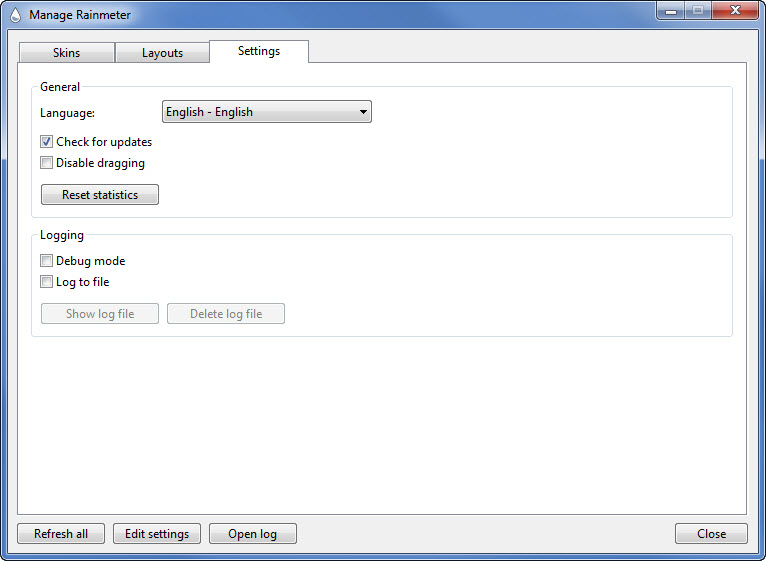 Manage Rainmeter
Skins Layouts Settings
General
Language: English - English
Check for updates
Disable dragging
Reset statistics
Logging
Debug mode
Log to file
Show log file Delete log file
Refresh all Edit settings Open log Close